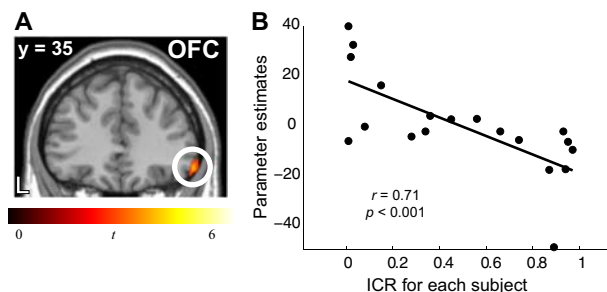 A
y = 35 OFC
L
0 t 6
B
Parameter estimates
40
20
0
−20
−40
r = 0.71
p < 0.001
0 0.2 0.4 0.6 0.8 1
ICR for each subject